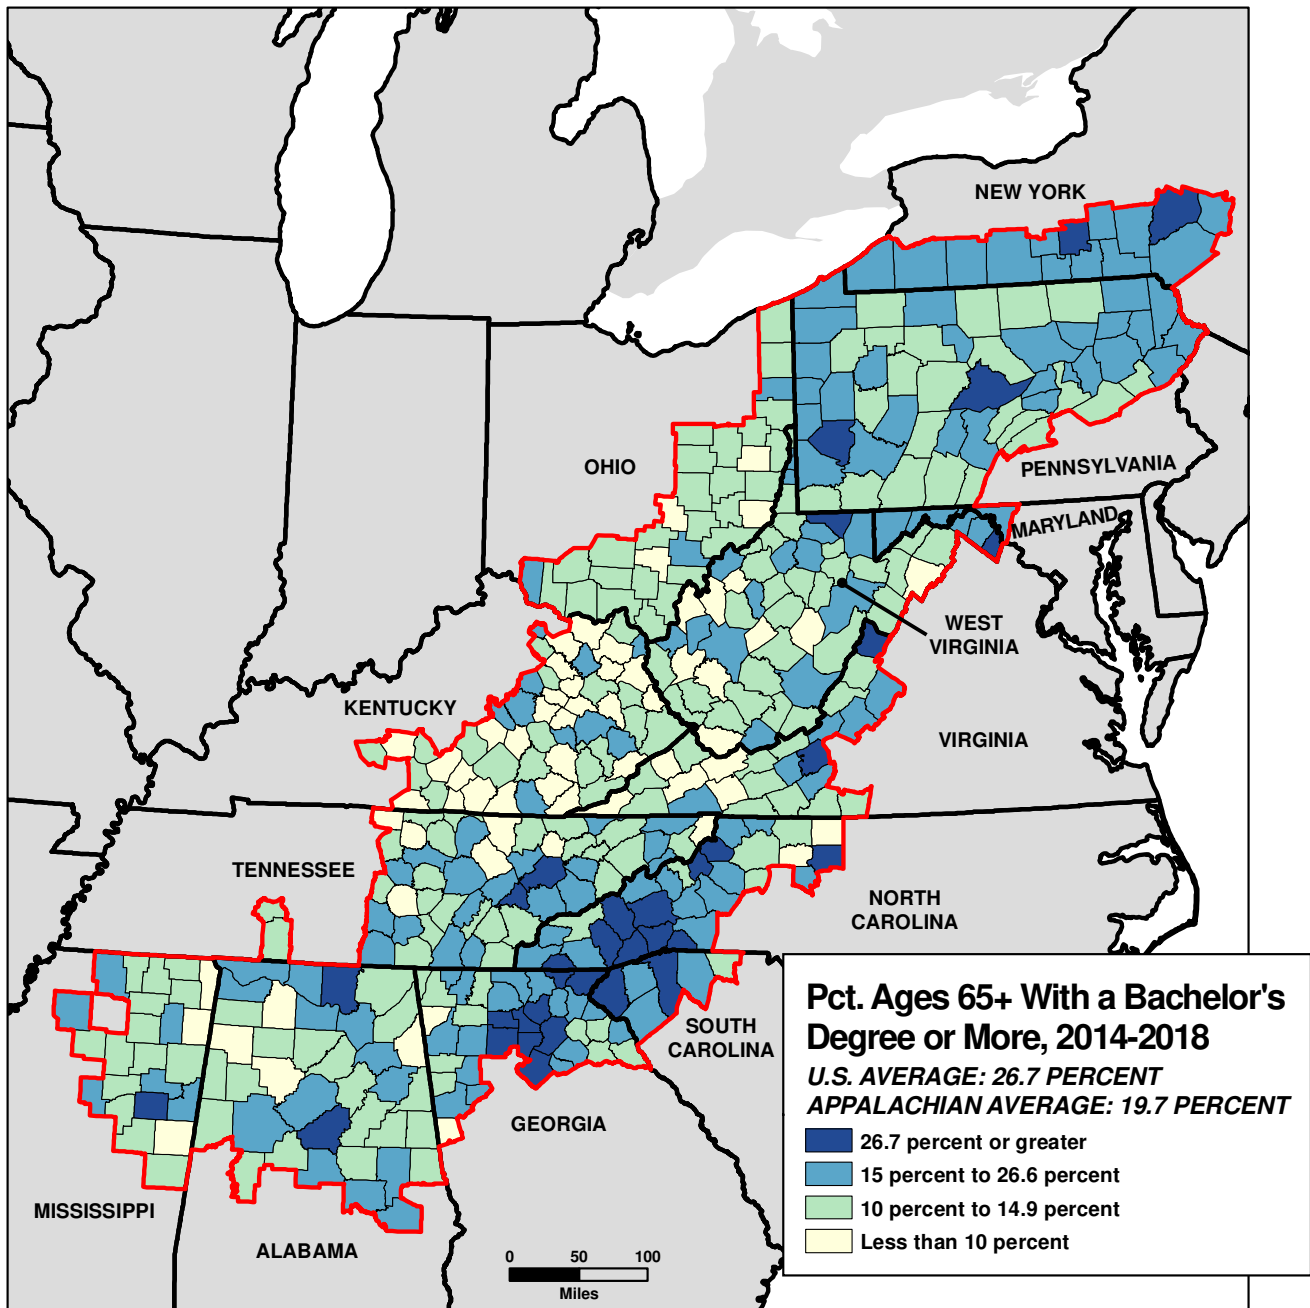 NEW YORK
OHIO
PENNSYLVANIA
MARYLAND
WEST
VIRGINIA
KENTUCKY
VIRGINIA
TENNESSEE
NORTH
CAROLINA
SOUTH
CAROLINA
GEORGIA
MISSISSIPPI
ALABAMA
0 50 100
Miles
Pct. Ages 65+ With a Bachelor's
Degree or More, 2014-2018
U.S. AVERAGE: 26.7 PERCENT
APPALACHIAN AVERAGE: 19.7 PERCENT
26.7 percent or greater
15 percent to 26.6 percent
10 percent to 14.9 percent
Less than 10 percent